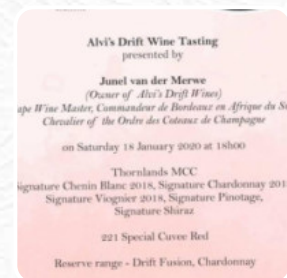 Alvi's Drift Wine Tasting
presented by
Junel van der Merwe
(Owner of Alvi's Drift Wines)
ape Wine Master, Commandeur de Bordeaux en Afrique du Su
Chevalier of the Ordre des Coteaux de Champagne
on Saturday 18 January 2020 at 18h00
Thornlands MCC
Signature Chenin Blanc 2018, Signature Chardonnay 201
Signature Viognier 2018, Signature Pinotage,
Signature Shiraz
221 Special Cuvee Red
Reserve range - Drift Fusion, Chardonnay